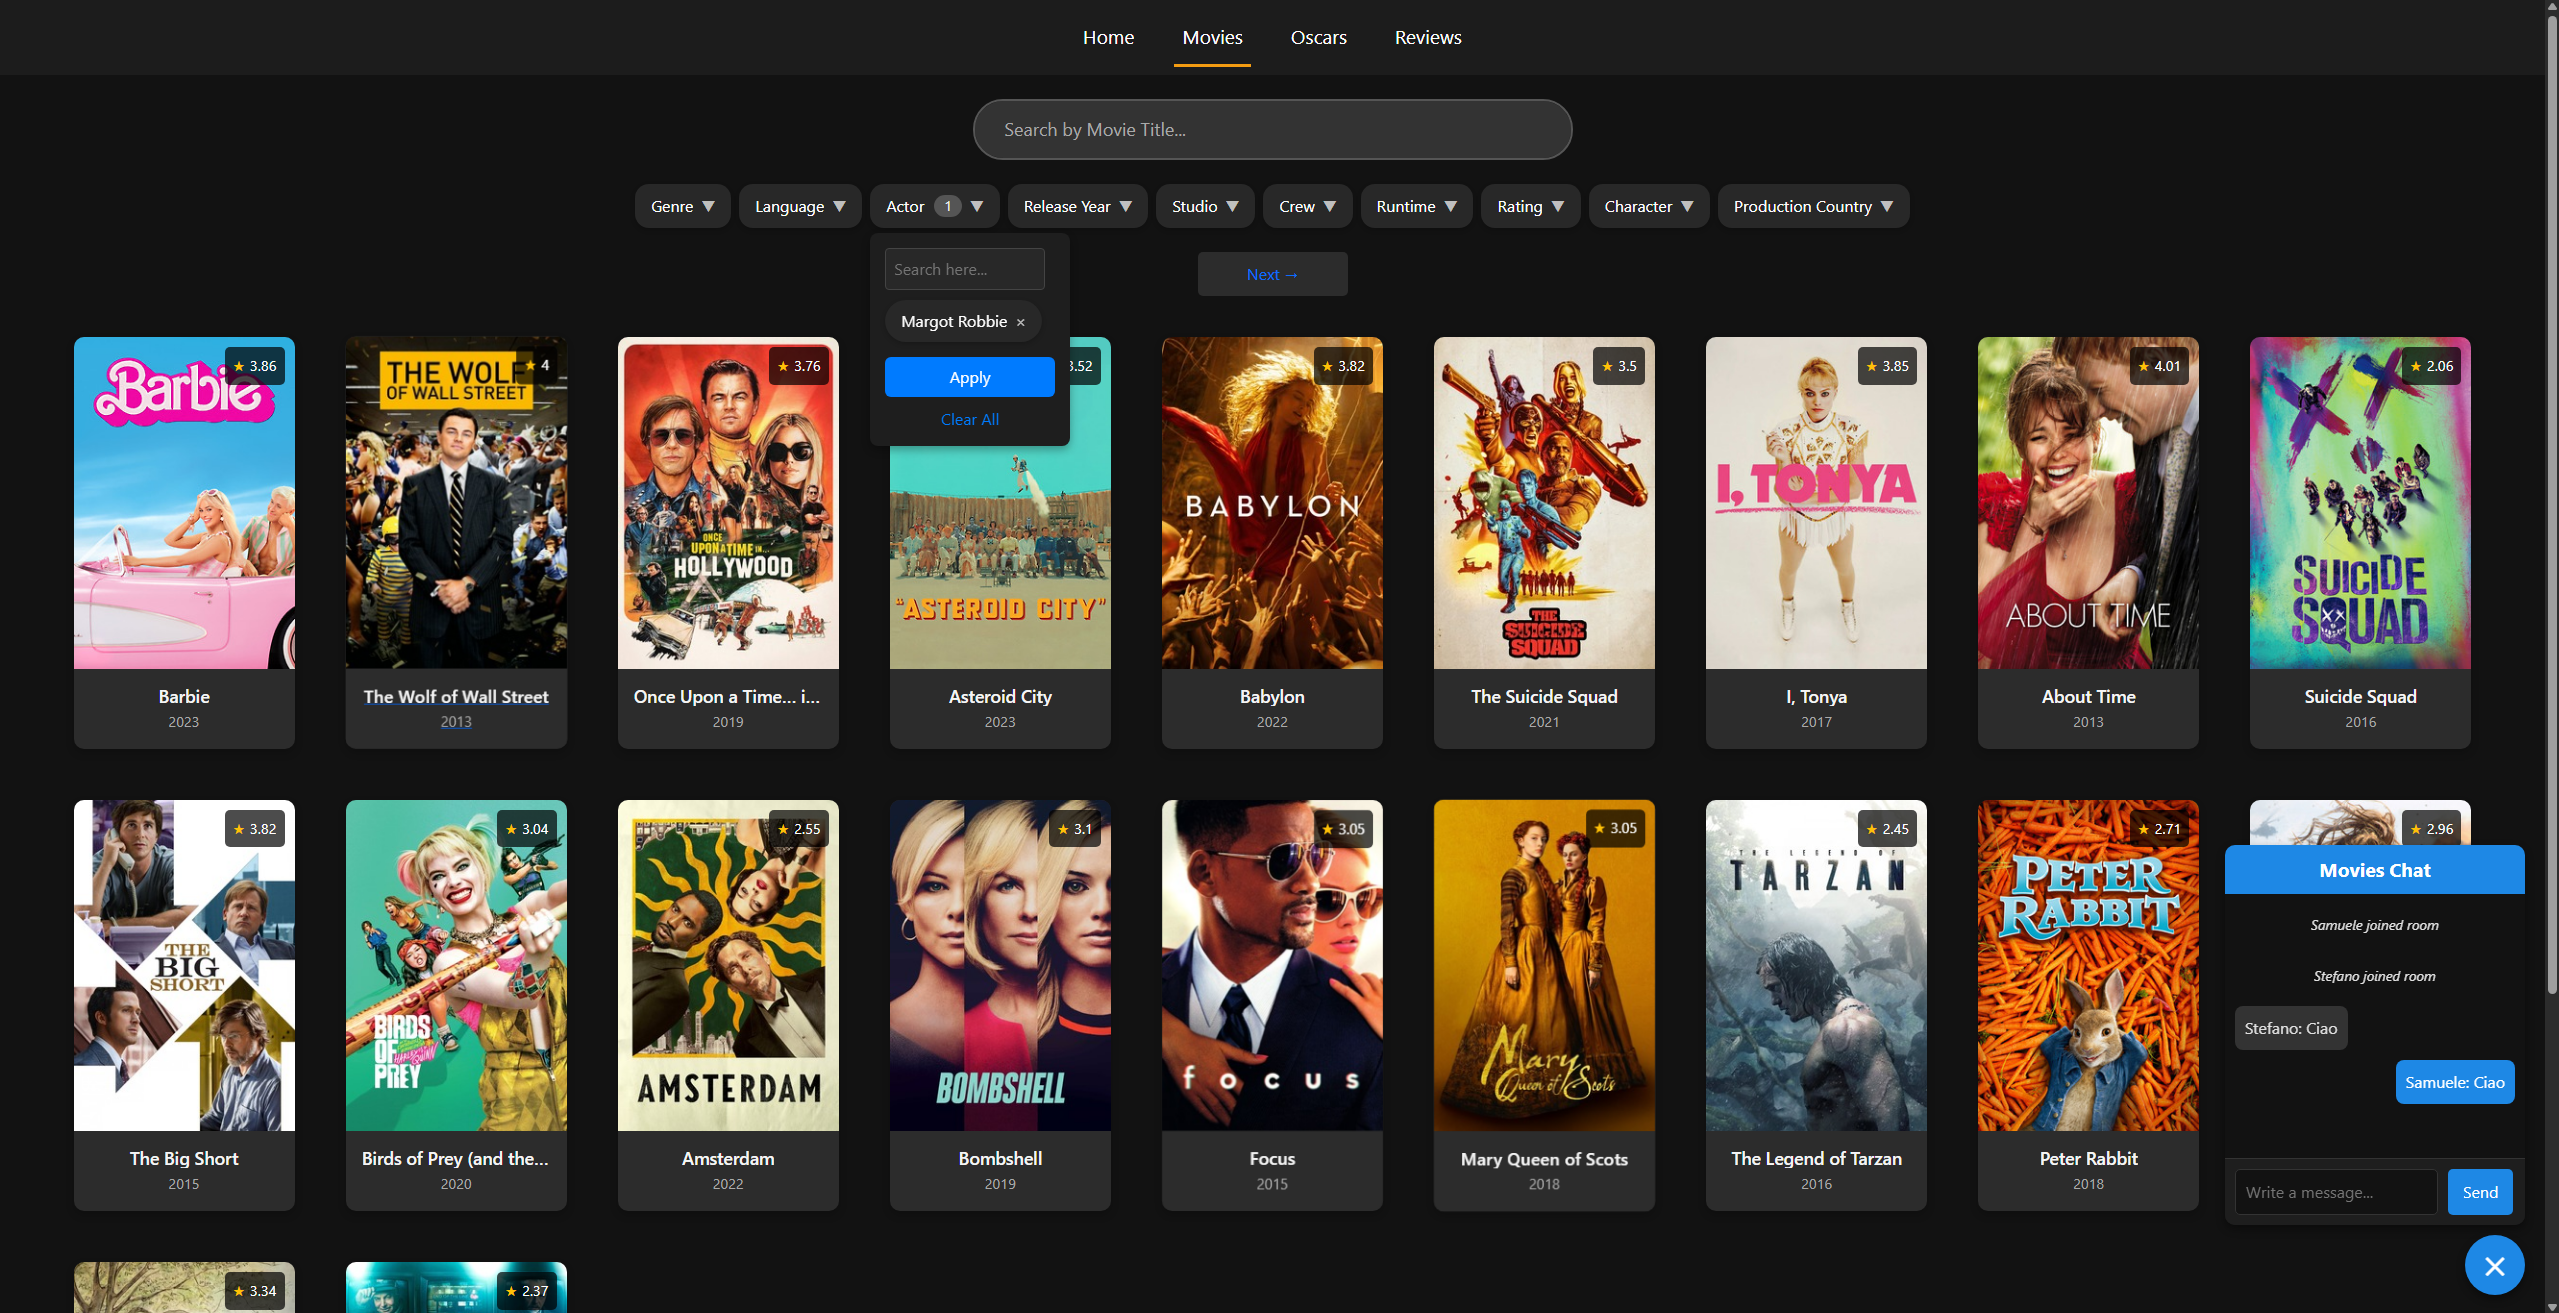 Home Movies Oscars Reviews
Search by Movie Title...
Genre ▼ Language ▼ Actor 1 ▼ Release Year ▼ Studio ▼ Crew ▼ Runtime ▼ Rating ▼ Character ▼ Production Country ▼
Search here...
Margot Robbie ×
Apply
Clear All
Next →
★ 3.86
Barbie
Barbie
2023
★ 4
THE WOLF
OF WALL STREET
The Wolf of Wall Street
2013
★ 3.76
ONCE
UPON A TIME IN...
HOLLYWOOD
Once Upon a Time... i...
2019
3.52
"ASTEROID CITY"
Asteroid City
2023
★ 3.82
BABYLON
Babylon
2022
★ 3.5
THE
SUICIDE
SQUAD
The Suicide Squad
2021
★ 3.85
I, TONYA
I, Tonya
2017
★ 4.01
ABOUT TIME
About Time
2013
★ 2.06
SUICIDE
SQUAD
Suicide Squad
2016
★ 3.82
THE
BIG
SHORT
The Big Short
2015
★ 3.04
BIRDS
OF
PREY
HARLEY QUINN
Birds of Prey (and the...
2020
★ 2.55
AMSTERDAM
Amsterdam
2022
★ 3.1
BOMBSHELL
Bombshell
2019
★ 3.05
focus
Focus
2015
★ 3.05
Mary
Queen of Scots
Mary Queen of Scots
2018
★ 2.45
THE LEGEND OF
TARZAN
The Legend of Tarzan
2016
★ 2.71
PETER
RABBIT
Peter Rabbit
2018
★ 2.96
★ 3.34
★ 2.37
Movies Chat
Samuele joined room
Stefano joined room
Stefano: Ciao
Samuele: Ciao
Write a message...
Send